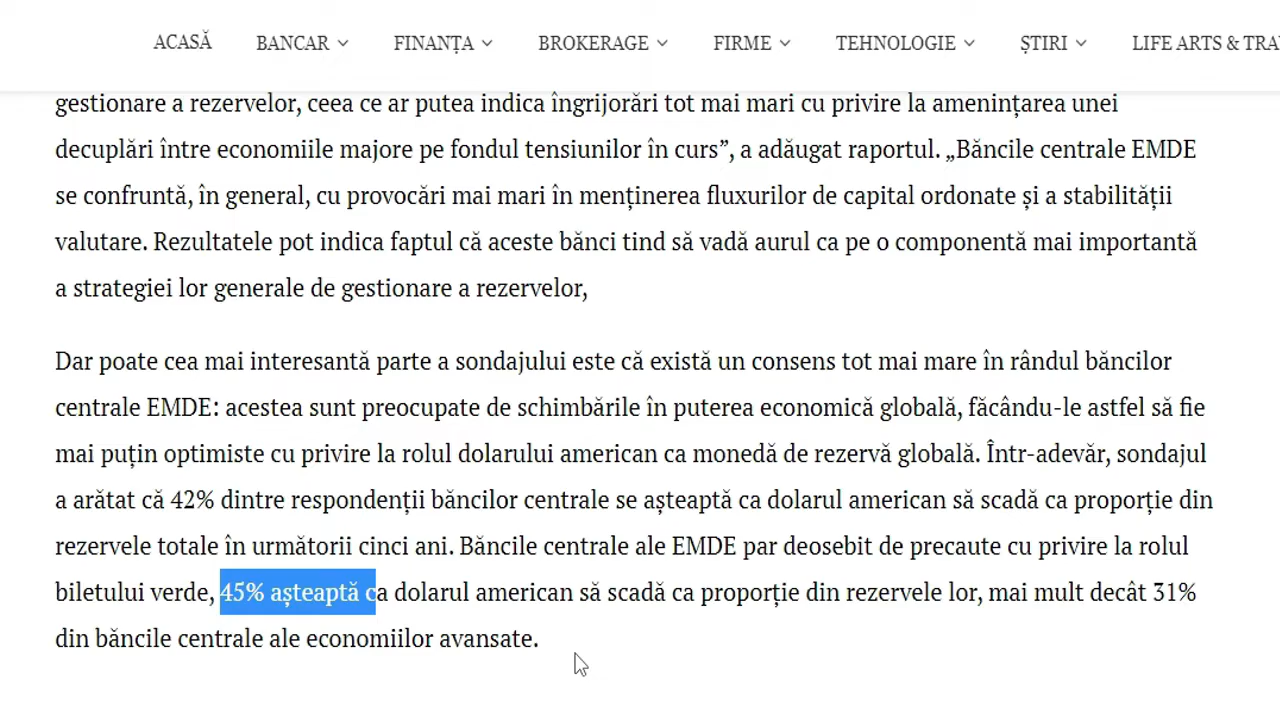 ACASĂ BANCAR FINANȚA BROKERAGE FIRME TEHNOLOGIE ȘTIRI LIFE ARTS &
gestionare a rezervelor, ceea ce ar putea indica îngrijorări tot mai mari cu privire la amenințarea unei
decuplări între economiile majore pe fondul tensiunilor în curs”, a adăugat raportul. „Băncile centrale EMDE
se confruntă, în general, cu provocări mai mari în menținerea fluxurilor de capital ordonate și a stabilității
valutare. Rezultatele pot indica faptul că aceste bănci tind să vadă aurul ca pe o componentă mai importantă
a strategiei lor generale de gestionare a rezervelor,
Dar poate cea mai interesantă parte a sondajului este că există un consens tot mai mare în rândul băncilor
centrale EMDE: acestea sunt preocupate de schimbările în puterea economică globală, făcându-le astfel să fie
mai puțin optimiste cu privire la rolul dolarului american ca monedă de rezervă globală. Într-adevăr, sondajul
a arătat că 42% dintre respondenții băncilor centrale se așteaptă ca dolarul american să scadă ca proporție din
rezervele totale în următorii cinci ani. Băncile centrale ale EMDE par deosebit de precaute cu privire la rolul
biletului verde, 45% așteaptă ca dolarul american să scadă ca proporție din rezervele lor, mai mult decât 31%
din băncile centrale ale economiilor avansate.